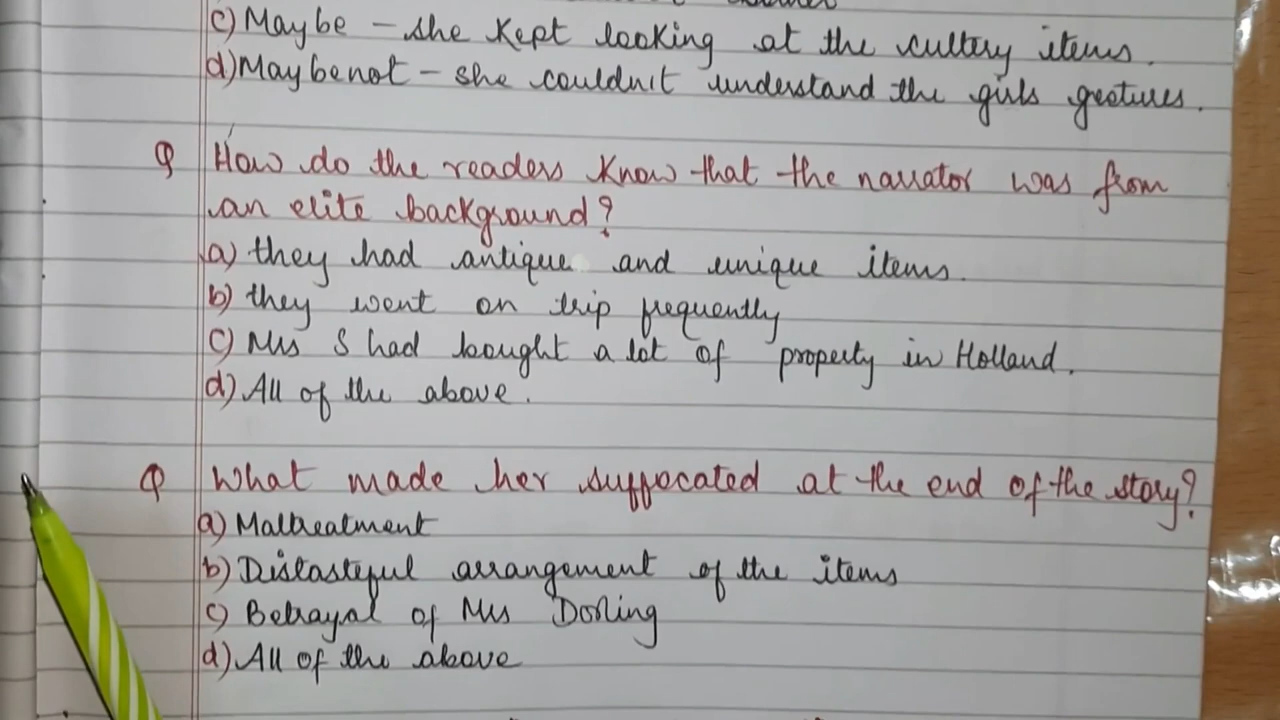 c) Maybe - she kept looking at the cultery items.
d) Maybe not - she couldn't understand the girls gestures.
Q How do the readers know that the narrator was from
an elite background?
a) they had antique and unique items.
b) they went on trip frequently
c) Mrs S had bought a lot of property in Holland.
d) All of the above.
Q What made her suffocated at the end of the story?
a) Maltreatment
b) Distasteful arrangement of the items
c) Betrayal of Mrs Dorling
d) All of the above